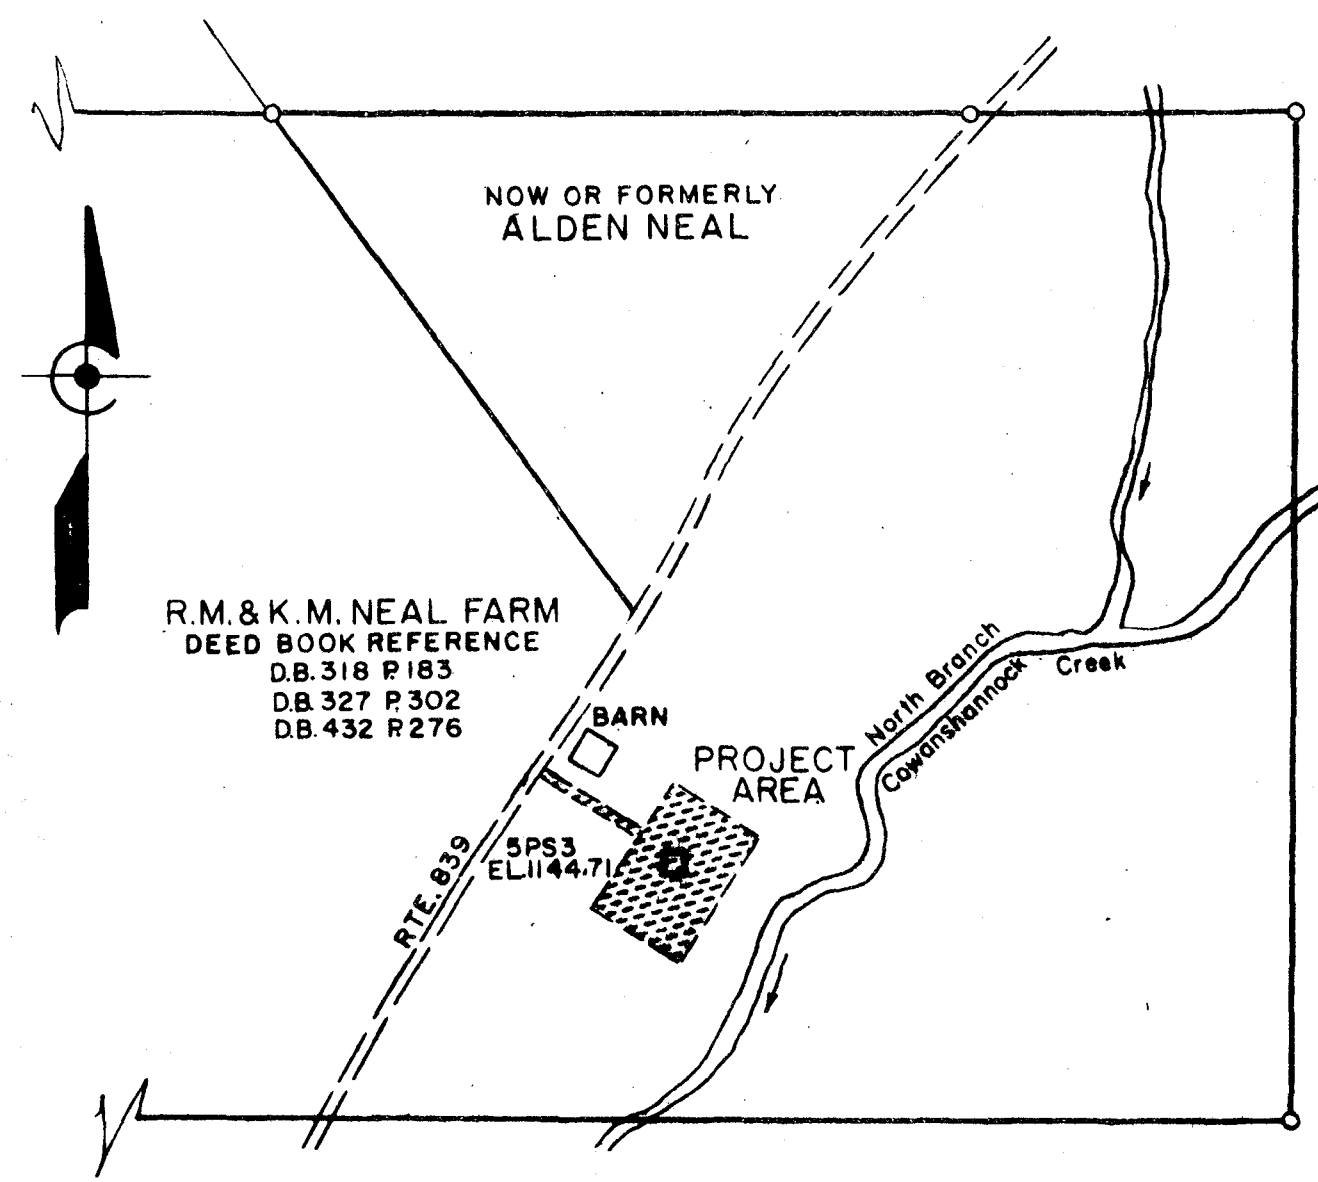 NOW OR FORMERLY
ALDEN NEAL
R.M. & K.M. NEAL FARM
DEED BOOK REFERENCE
D.B. 318 P. 183
D.B. 327 P. 302
D.B. 432 P. 276
BARN
PROJECT
AREA
5PS3
EL.1144.71
RTE. 839
North Branch
Cowanshannock
Creek